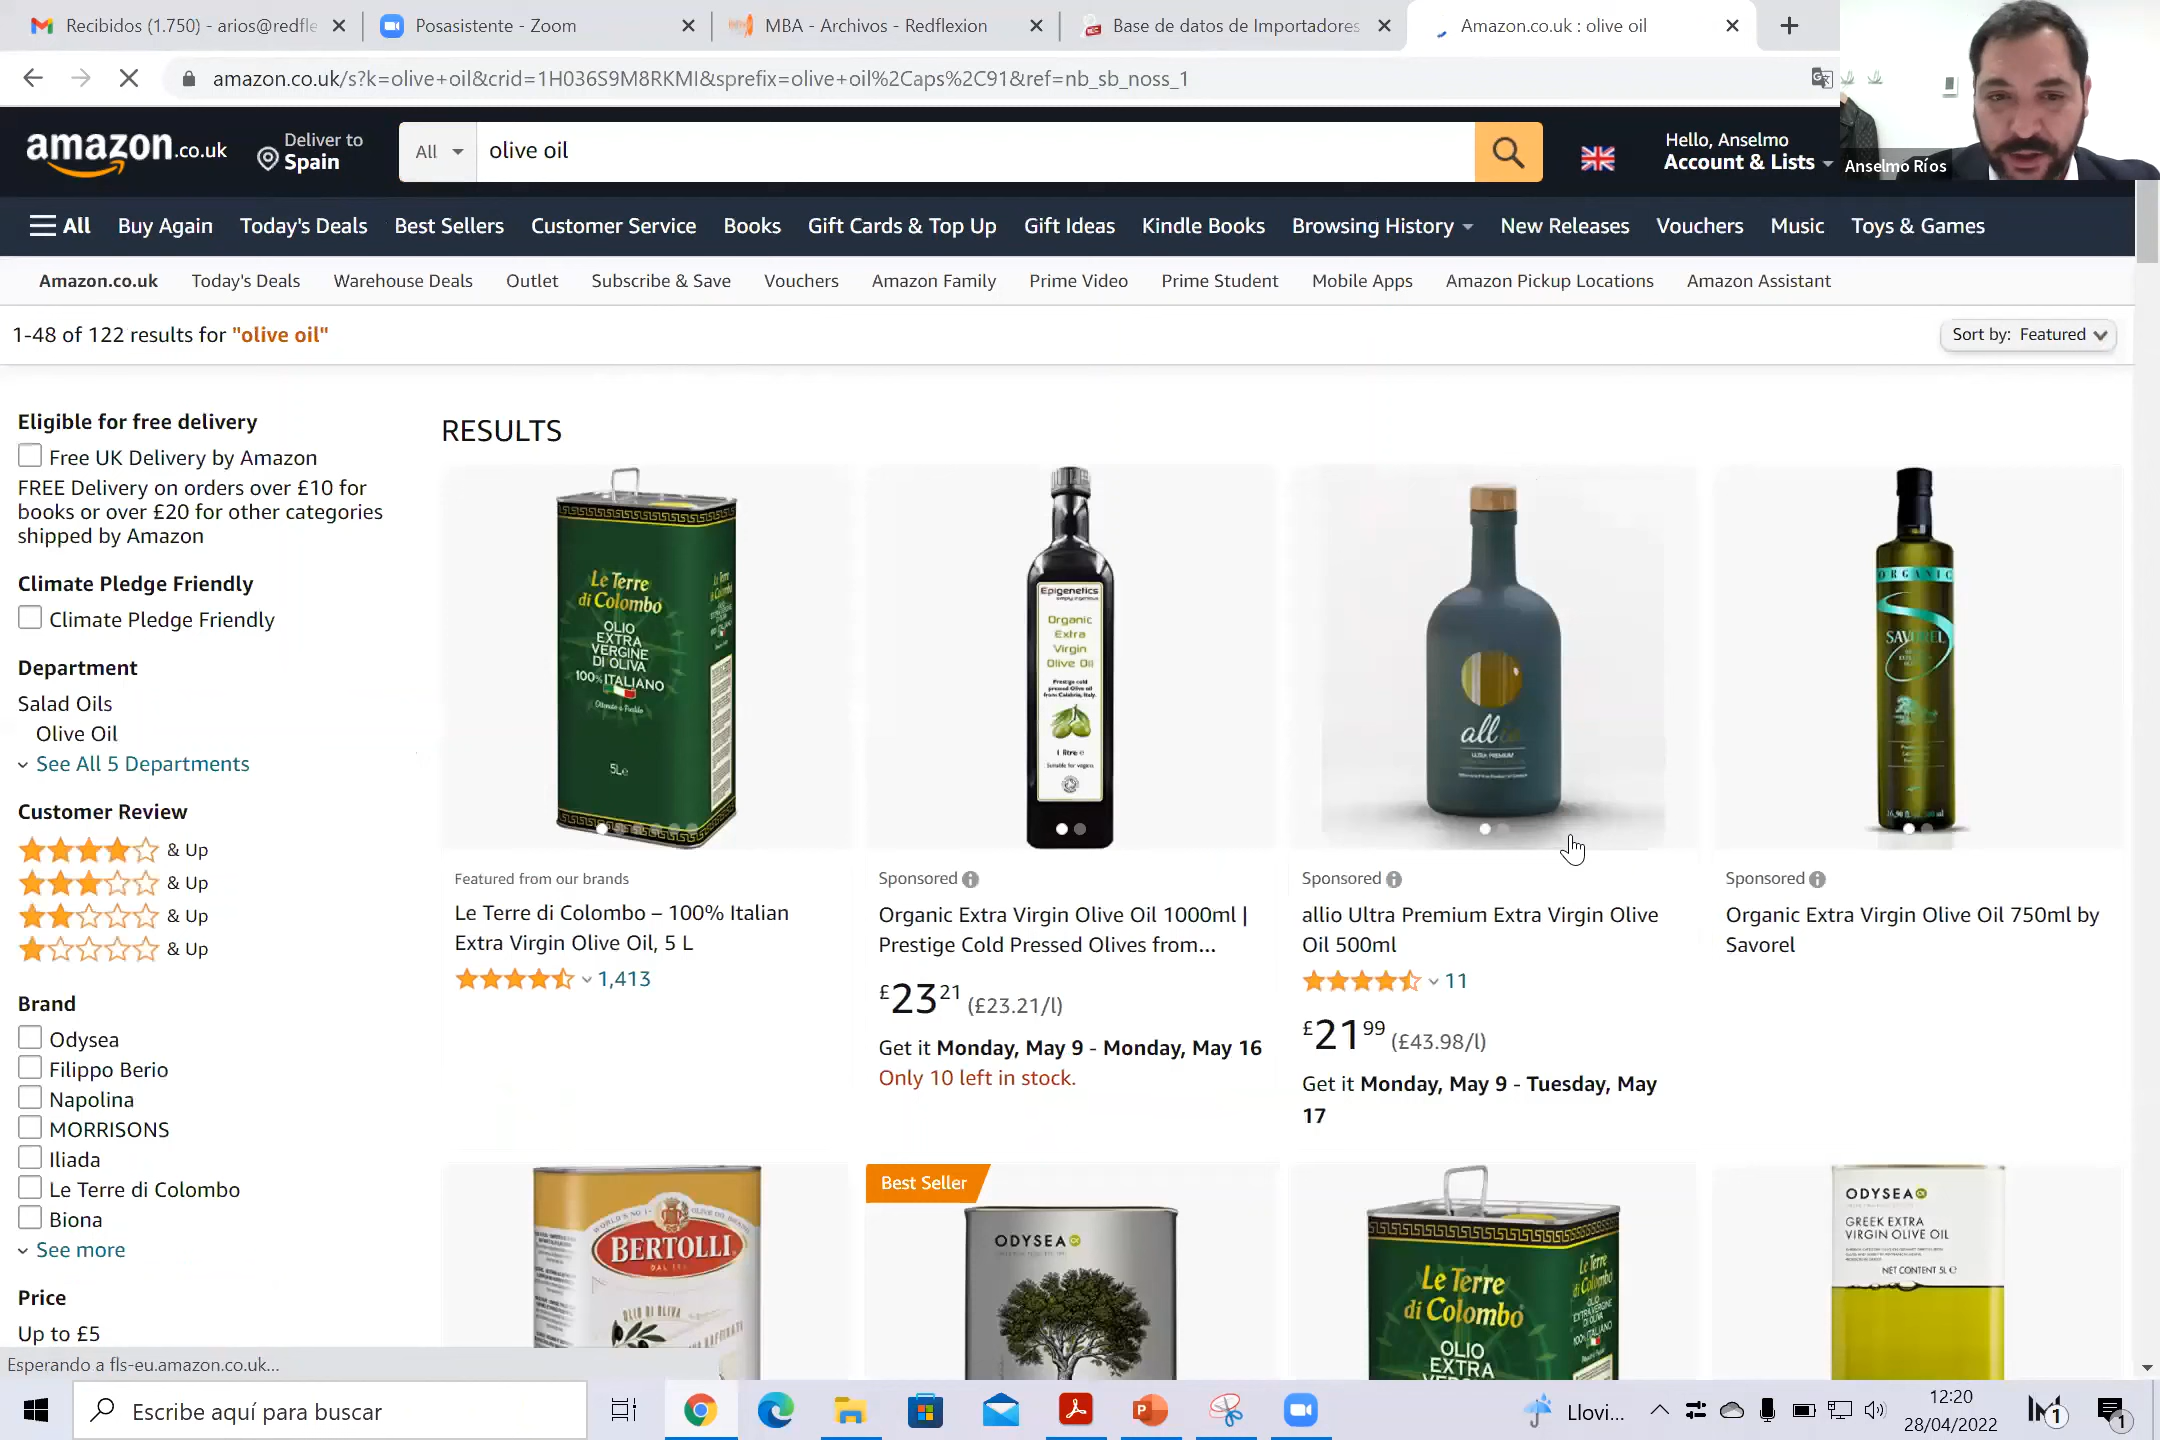 Recibidos (1.750) - arios@redfle
Posasistente - Zoom
MBA - Archivos - Redflexion
Base de datos de Importadores
Amazon.co.uk : olive oil
amazon.co.uk/s?k=olive+oil&crid=1H036S9M8RKMI&sprefix=olive+oil%2Caps%2C91&ref=nb_sb_noss_1
amazon.co.uk
Deliver to
Spain
All
olive oil
Hello, Anselmo
Account & Lists
Anselmo Ríos
All
Buy Again
Today's Deals
Best Sellers
Customer Service
Books
Gift Cards & Top Up
Gift Ideas
Kindle Books
Browsing History
New Releases
Vouchers
Music
Toys & Games
Amazon.co.uk
Today's Deals
Warehouse Deals
Outlet
Subscribe & Save
Vouchers
Amazon Family
Prime Video
Prime Student
Mobile Apps
Amazon Pickup Locations
Amazon Assistant
1-48 of 122 results for "olive oil"
Sort by: Featured
Eligible for free delivery
Free UK Delivery by Amazon
FREE Delivery on orders over £10 for
books or over £20 for other categories
shipped by Amazon
Climate Pledge Friendly
Climate Pledge Friendly
Department
Salad Oils
Olive Oil
See All 5 Departments
Customer Review
& Up
& Up
& Up
& Up
Brand
Odysea
Filippo Berio
Napolina
MORRISONS
Iliada
Le Terre di Colombo
Biona
See more
Price
Up to £5
RESULTS
Le Terre
di Colombo
OLIO
EXTRA
VERGINE
DI OLIVA
100% ITALIANO
5L e
Featured from our brands
Le Terre di Colombo – 100% Italian
Extra Virgin Olive Oil, 5 L
1,413
Epigenetics
Organic
Extra
Virgin
Olive Oil
Prestige cold
pressed Olive oil
from Calabria, Italy.
1 litre e
Suitable for vegans
Sponsored
Organic Extra Virgin Olive Oil 1000ml |
Prestige Cold Pressed Olives from...
£23 21 (£23.21/l)
Get it Monday, May 9 - Monday, May 16
Only 10 left in stock.
ULTRA PREMIUM
Sponsored
allio Ultra Premium Extra Virgin Olive
Oil 500ml
11
£21 99 (£43.98/l)
Get it Monday, May 9 - Tuesday, May
17
ORGANIC
SAVOREL
Sponsored
Organic Extra Virgin Olive Oil 750ml by
Savorel
BERTOLLI
OLIO DI OLIVA
Best Seller
ODYSEA
Le Terre
di Colombo
OLIO
EXTRA
ODYSEA
GREEK EXTRA
VIRGIN OLIVE OIL
NET CONTENT 5L e
Esperando a fls-eu.amazon.co.uk...
Escribe aquí para buscar
Llovi...
12:20
28/04/2022
1
1